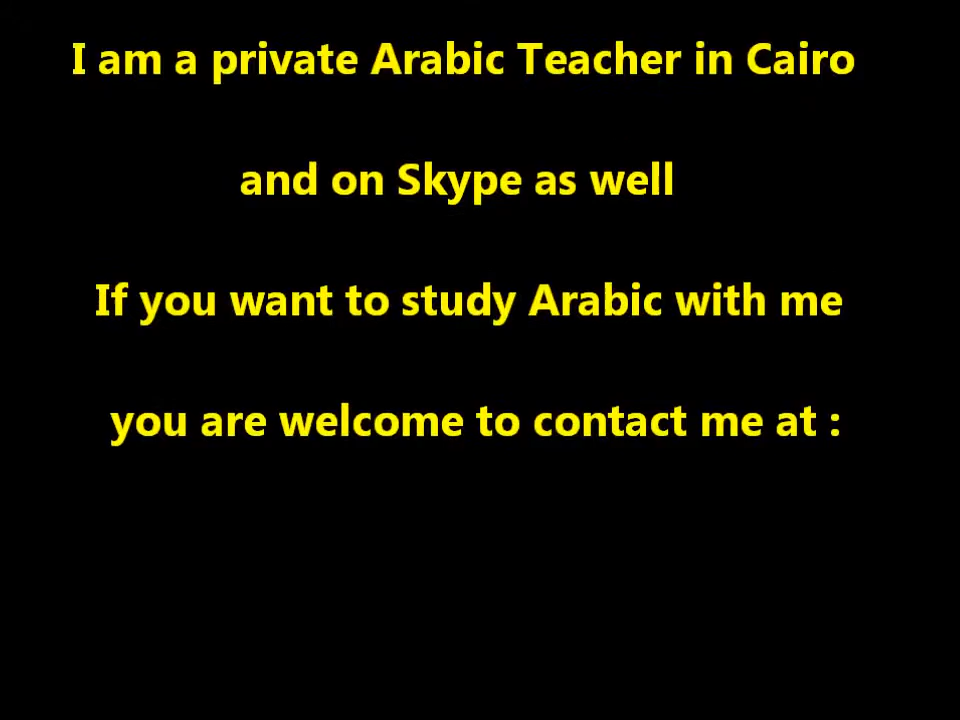 I am a private Arabic Teacher in Cairo
and on Skype as well
If you want to study Arabic with me
you are welcome to contact me at :